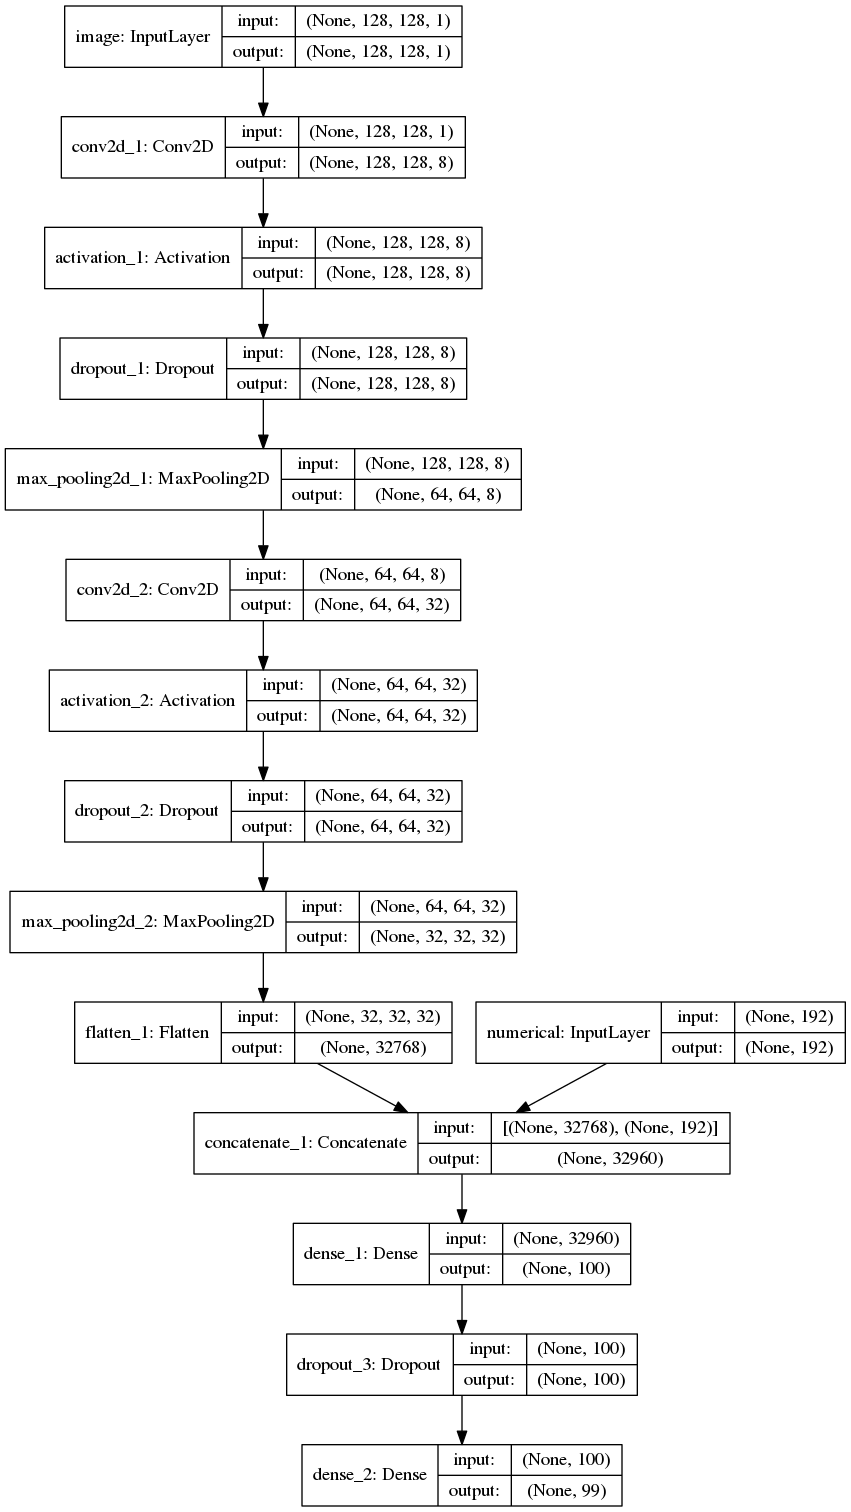 image: InputLayer
input:
(None, 128, 128, 1)
output:
(None, 128, 128, 1)
conv2d_1: Conv2D
input:
(None, 128, 128, 1)
output:
(None, 128, 128, 8)
activation_1: Activation
input:
(None, 128, 128, 8)
output:
(None, 128, 128, 8)
dropout_1: Dropout
input:
(None, 128, 128, 8)
output:
(None, 128, 128, 8)
max_pooling2d_1: MaxPooling2D
input:
(None, 128, 128, 8)
output:
(None, 64, 64, 8)
conv2d_2: Conv2D
input:
(None, 64, 64, 8)
output:
(None, 64, 64, 32)
activation_2: Activation
input:
(None, 64, 64, 32)
output:
(None, 64, 64, 32)
dropout_2: Dropout
input:
(None, 64, 64, 32)
output:
(None, 64, 64, 32)
max_pooling2d_2: MaxPooling2D
input:
(None, 64, 64, 32)
output:
(None, 32, 32, 32)
flatten_1: Flatten
input:
(None, 32, 32, 32)
output:
(None, 32768)
numerical: InputLayer
input:
(None, 192)
output:
(None, 192)
concatenate_1: Concatenate
input:
[(None, 32768), (None, 192)]
output:
(None, 32960)
dense_1: Dense
input:
(None, 32960)
output:
(None, 100)
dropout_3: Dropout
input:
(None, 100)
output:
(None, 100)
dense_2: Dense
input:
(None, 100)
output:
(None, 99)